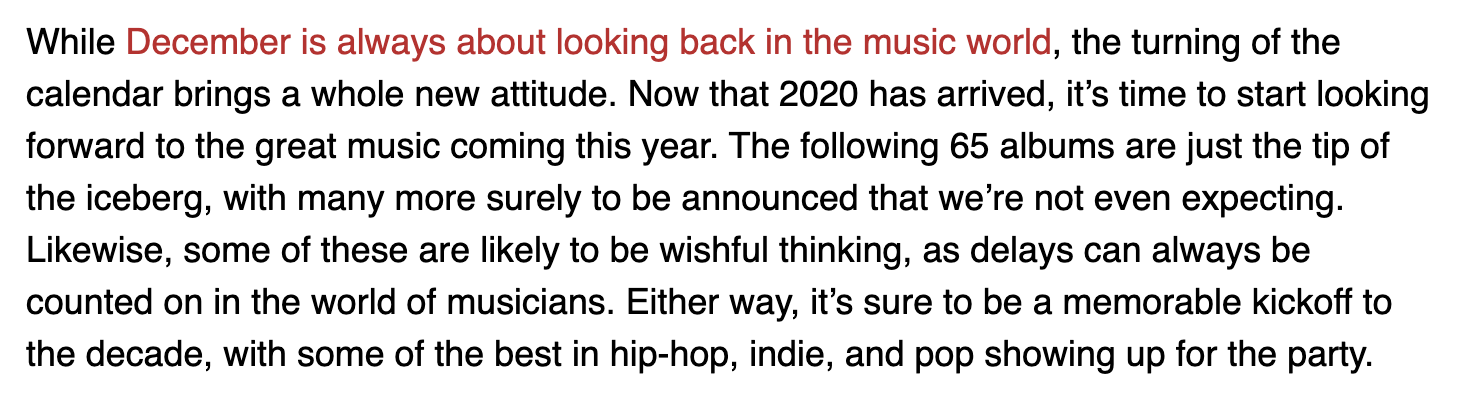 While December is always about looking back in the music world, the turning of the
calendar brings a whole new attitude. Now that 2020 has arrived, it’s time to start looking
forward to the great music coming this year. The following 65 albums are just the tip of
the iceberg, with many more surely to be announced that we’re not even expecting.
Likewise, some of these are likely to be wishful thinking, as delays can always be
counted on in the world of musicians. Either way, it’s sure to be a memorable kickoff to
the decade, with some of the best in hip-hop, indie, and pop showing up for the party.